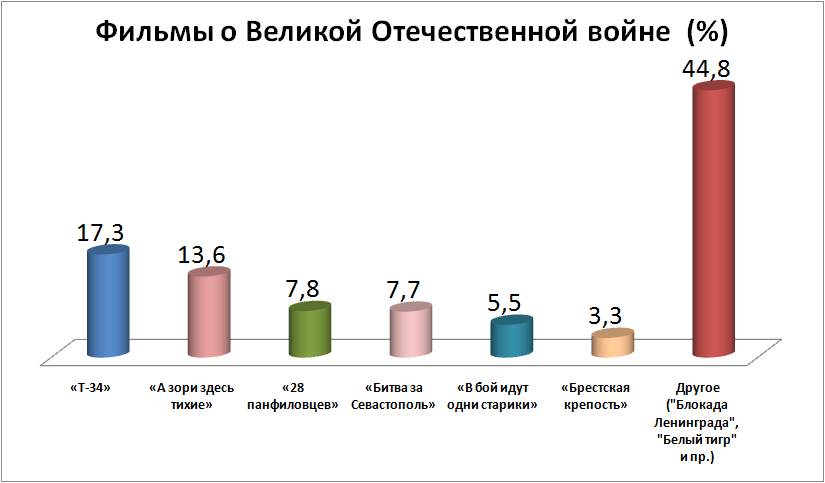 Фильмы о Великой Отечественной войне (%)
44,8
17,3
13,6
7,8
7,7
5,5
3,3
«Т-34»
«А зори здесь
тихие»
«28
панфиловцев»
«Битва за
Севастополь»
«В бой идут
одни старики»
«Брестская
крепость»
Другое
("Блокада
Ленинграда",
"Белый тигр"
и пр.)